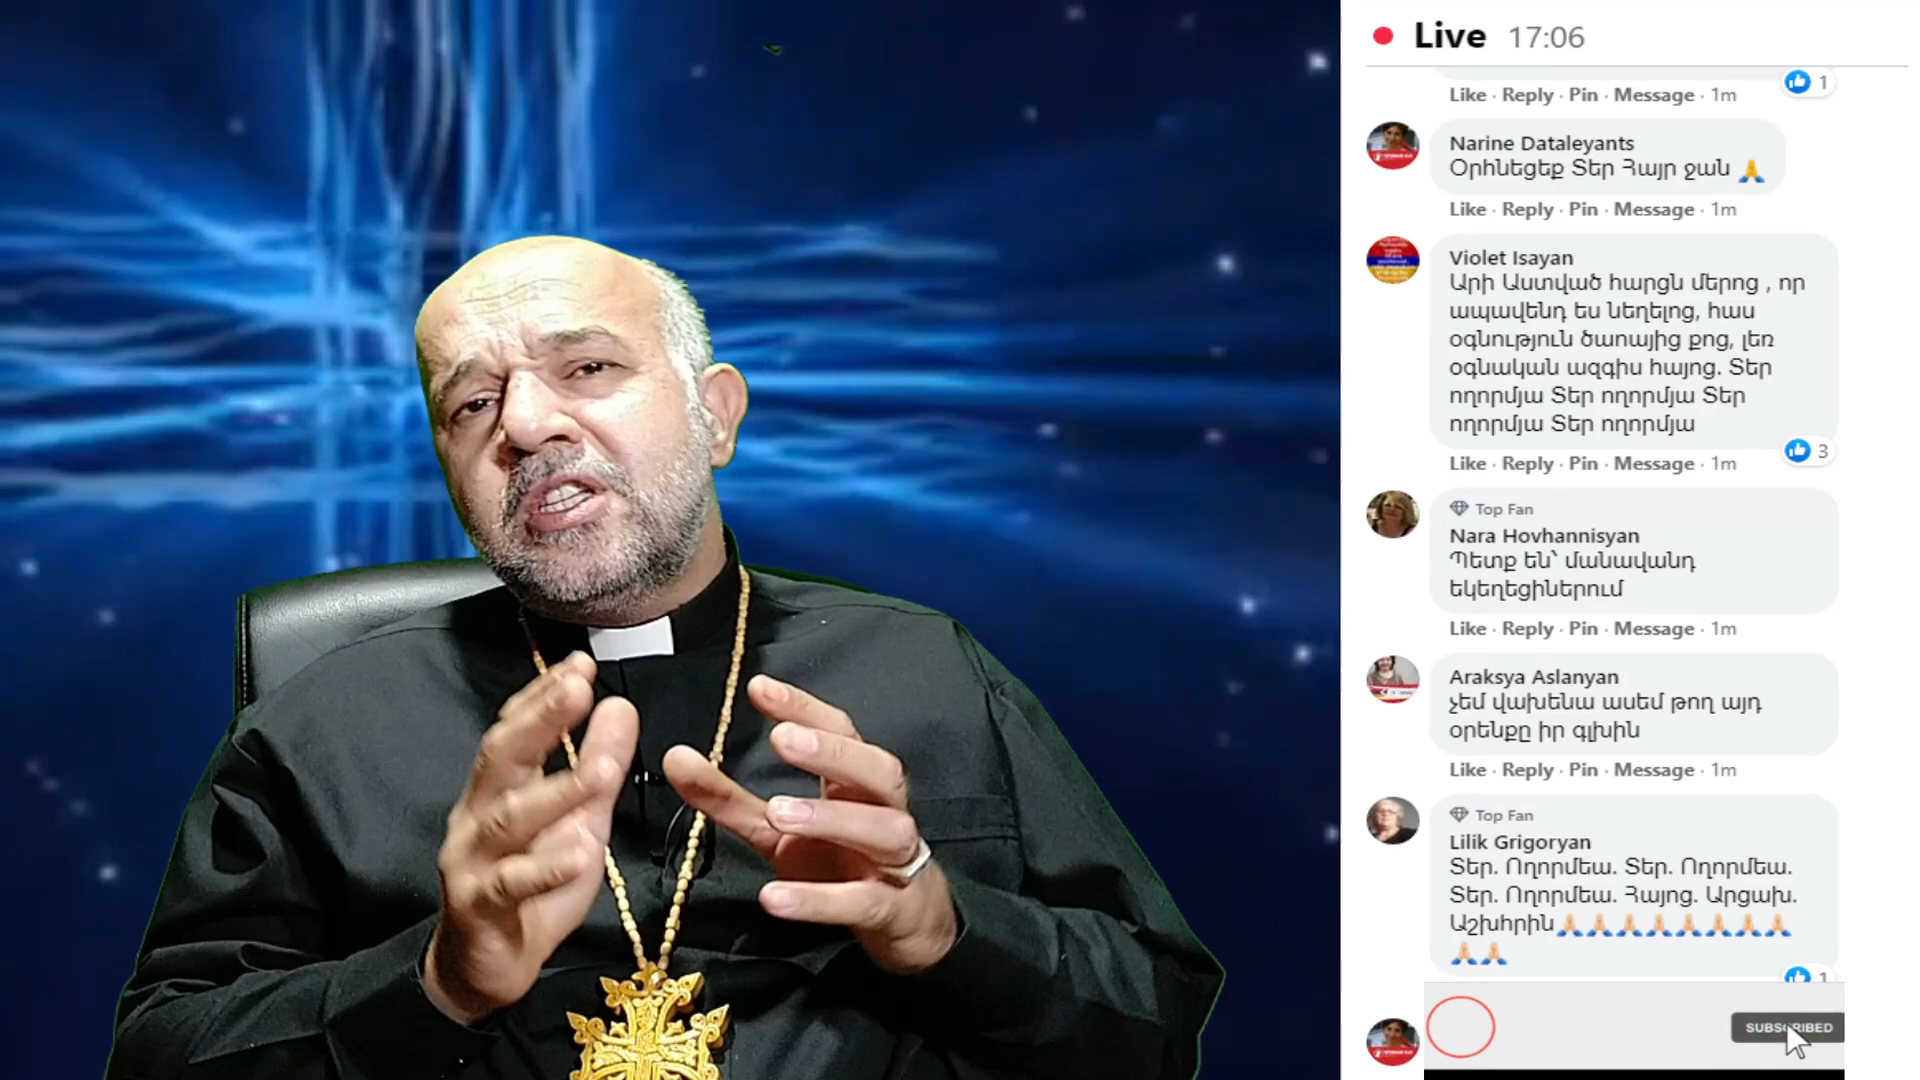 Live 17:06
1
Like · Reply · Pin · Message · 1m
Narine Dataleyants
Օրհնեցեք Տեր Հայր ջան 🙏
Like · Reply · Pin · Message · 1m
Violet Isayan
Արի Աստված հարցն մերոց , որ
ապավենդ ես նեղելոց, հաս
օգնություն ծառայից քոց, լեռ
օգնական ազգիս հայոց. Տեր
ողորմյա Տեր ողորմյա Տեր
ողորմյա Տեր ողորմյա
3
Like · Reply · Pin · Message · 1m
Top Fan
Nara Hovhannisyan
Պետք են՝ մանավանդ
եկեղեցիներում
Like · Reply · Pin · Message · 1m
Araksya Aslanyan
չեմ վախենա ասեմ թող այդ
օրենքը իր գլխին
Like · Reply · Pin · Message · 1m
Top Fan
Lilik Grigoryan
Տեր. Ողորմեա. Տեր. Ողորմեա.
Տեր. Ողորմեա. Հայոց. Արցախ.
Աշխհրին🙏🙏🙏🙏🙏🙏🙏🙏
🙏🙏
1
SUBSCRIBED